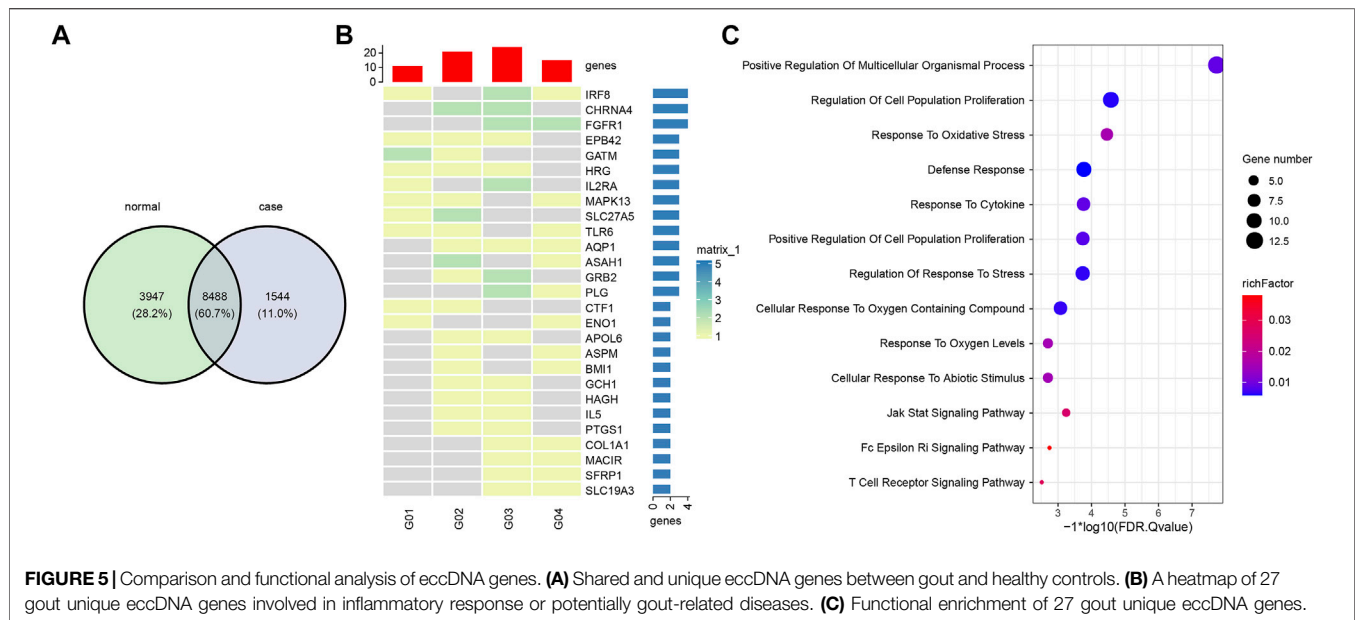 A
B
C
normal
case
3947
(28.2%)
8488
(60.7%)
1544
(11.0%)
20
10
0
genes
IRF8
CHRNA4
FGFR1
EPB42
GATM
HRG
IL2RA
MAPK13
SLC27A5
TLR6
AQP1
ASAH1
GRB2
PLG
CTF1
ENO1
APOL6
ASPM
BMI1
GCH1
HAGH
IL5
PTGS1
COL1A1
MACIR
SFRP1
SLC19A3
G01
G02
G03
G04
0
2
4
genes
matrix_1
5
4
3
2
1
Positive Regulation Of Multicellular Organismal Process
Regulation Of Cell Population Proliferation
Response To Oxidative Stress
Defense Response
Response To Cytokine
Positive Regulation Of Cell Population Proliferation
Regulation Of Response To Stress
Cellular Response To Oxygen Containing Compound
Response To Oxygen Levels
Cellular Response To Abiotic Stimulus
Jak Stat Signaling Pathway
Fc Epsilon Ri Signaling Pathway
T Cell Receptor Signaling Pathway
3 4 5 6 7
−1*log10(FDR.Qvalue)
Gene number
5.0
7.5
10.0
12.5
richFactor
0.03
0.02
0.01
FIGURE 5 | Comparison and functional analysis of eccDNA genes. (A) Shared and unique eccDNA genes between gout and healthy controls. (B) A heatmap of 27
gout unique eccDNA genes involved in inflammatory response or potentially gout-related diseases. (C) Functional enrichment of 27 gout unique eccDNA genes.